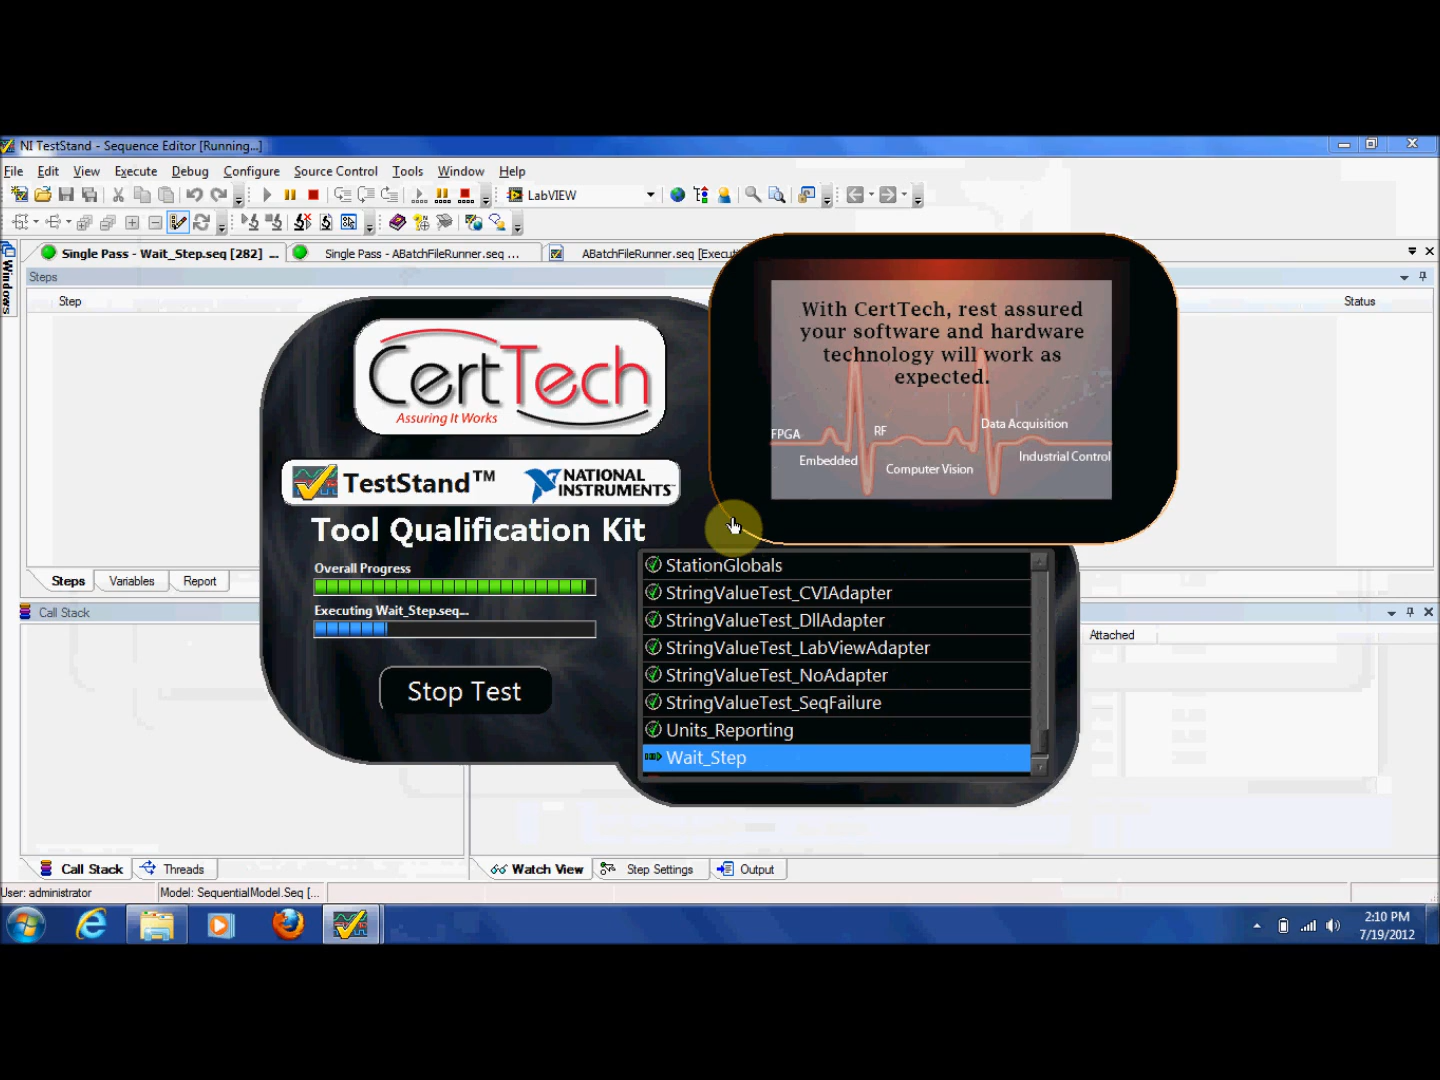 NI TestStand - Sequence Editor [Running...]
File Edit View Execute Debug Configure Source Control Tools Window Help
LabVIEW
Single Pass - Wait_Step.seq [282] ... Single Pass - ABatchFileRunner.seq ... ABatchFileRunner.seq [Execu
Windows
Steps
Step Status
With CertTech, rest assured
your software and hardware
technology will work as
expected.
FPGA RF Data Acquisition
Embedded Computer Vision Industrial Control
CertTech
Assuring It Works
TestStand™ NATIONAL INSTRUMENTS
Tool Qualification Kit
Overall Progress
Executing Wait_Step.seq...
Stop Test
StationGlobals
StringValueTest_CVIAdapter
StringValueTest_DllAdapter
StringValueTest_LabViewAdapter
StringValueTest_NoAdapter
StringValueTest_SeqFailure
Units_Reporting
Wait_Step
Steps Variables Report
Call Stack
Attached
Call Stack Threads Watch View Step Settings Output
User: administrator Model: SequentialModel.Seq [...
2:10 PM
7/19/2012